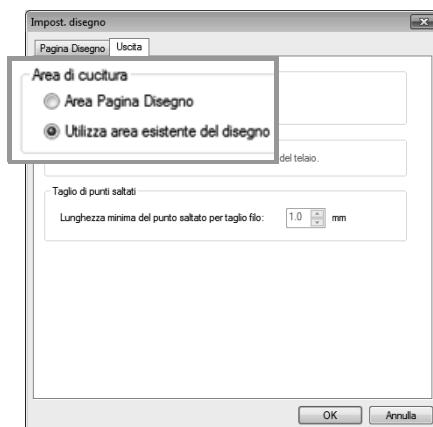 Impost. disegno
Pagina Disegno Uscita
Area di cucitura
Area Pagina Disegno
Utilizza area esistente del disegno
del telaio.
Taglio di punti saltati
Lunghezza minima del punto saltato per taglio filo: 1.0 mm
OK Annulla